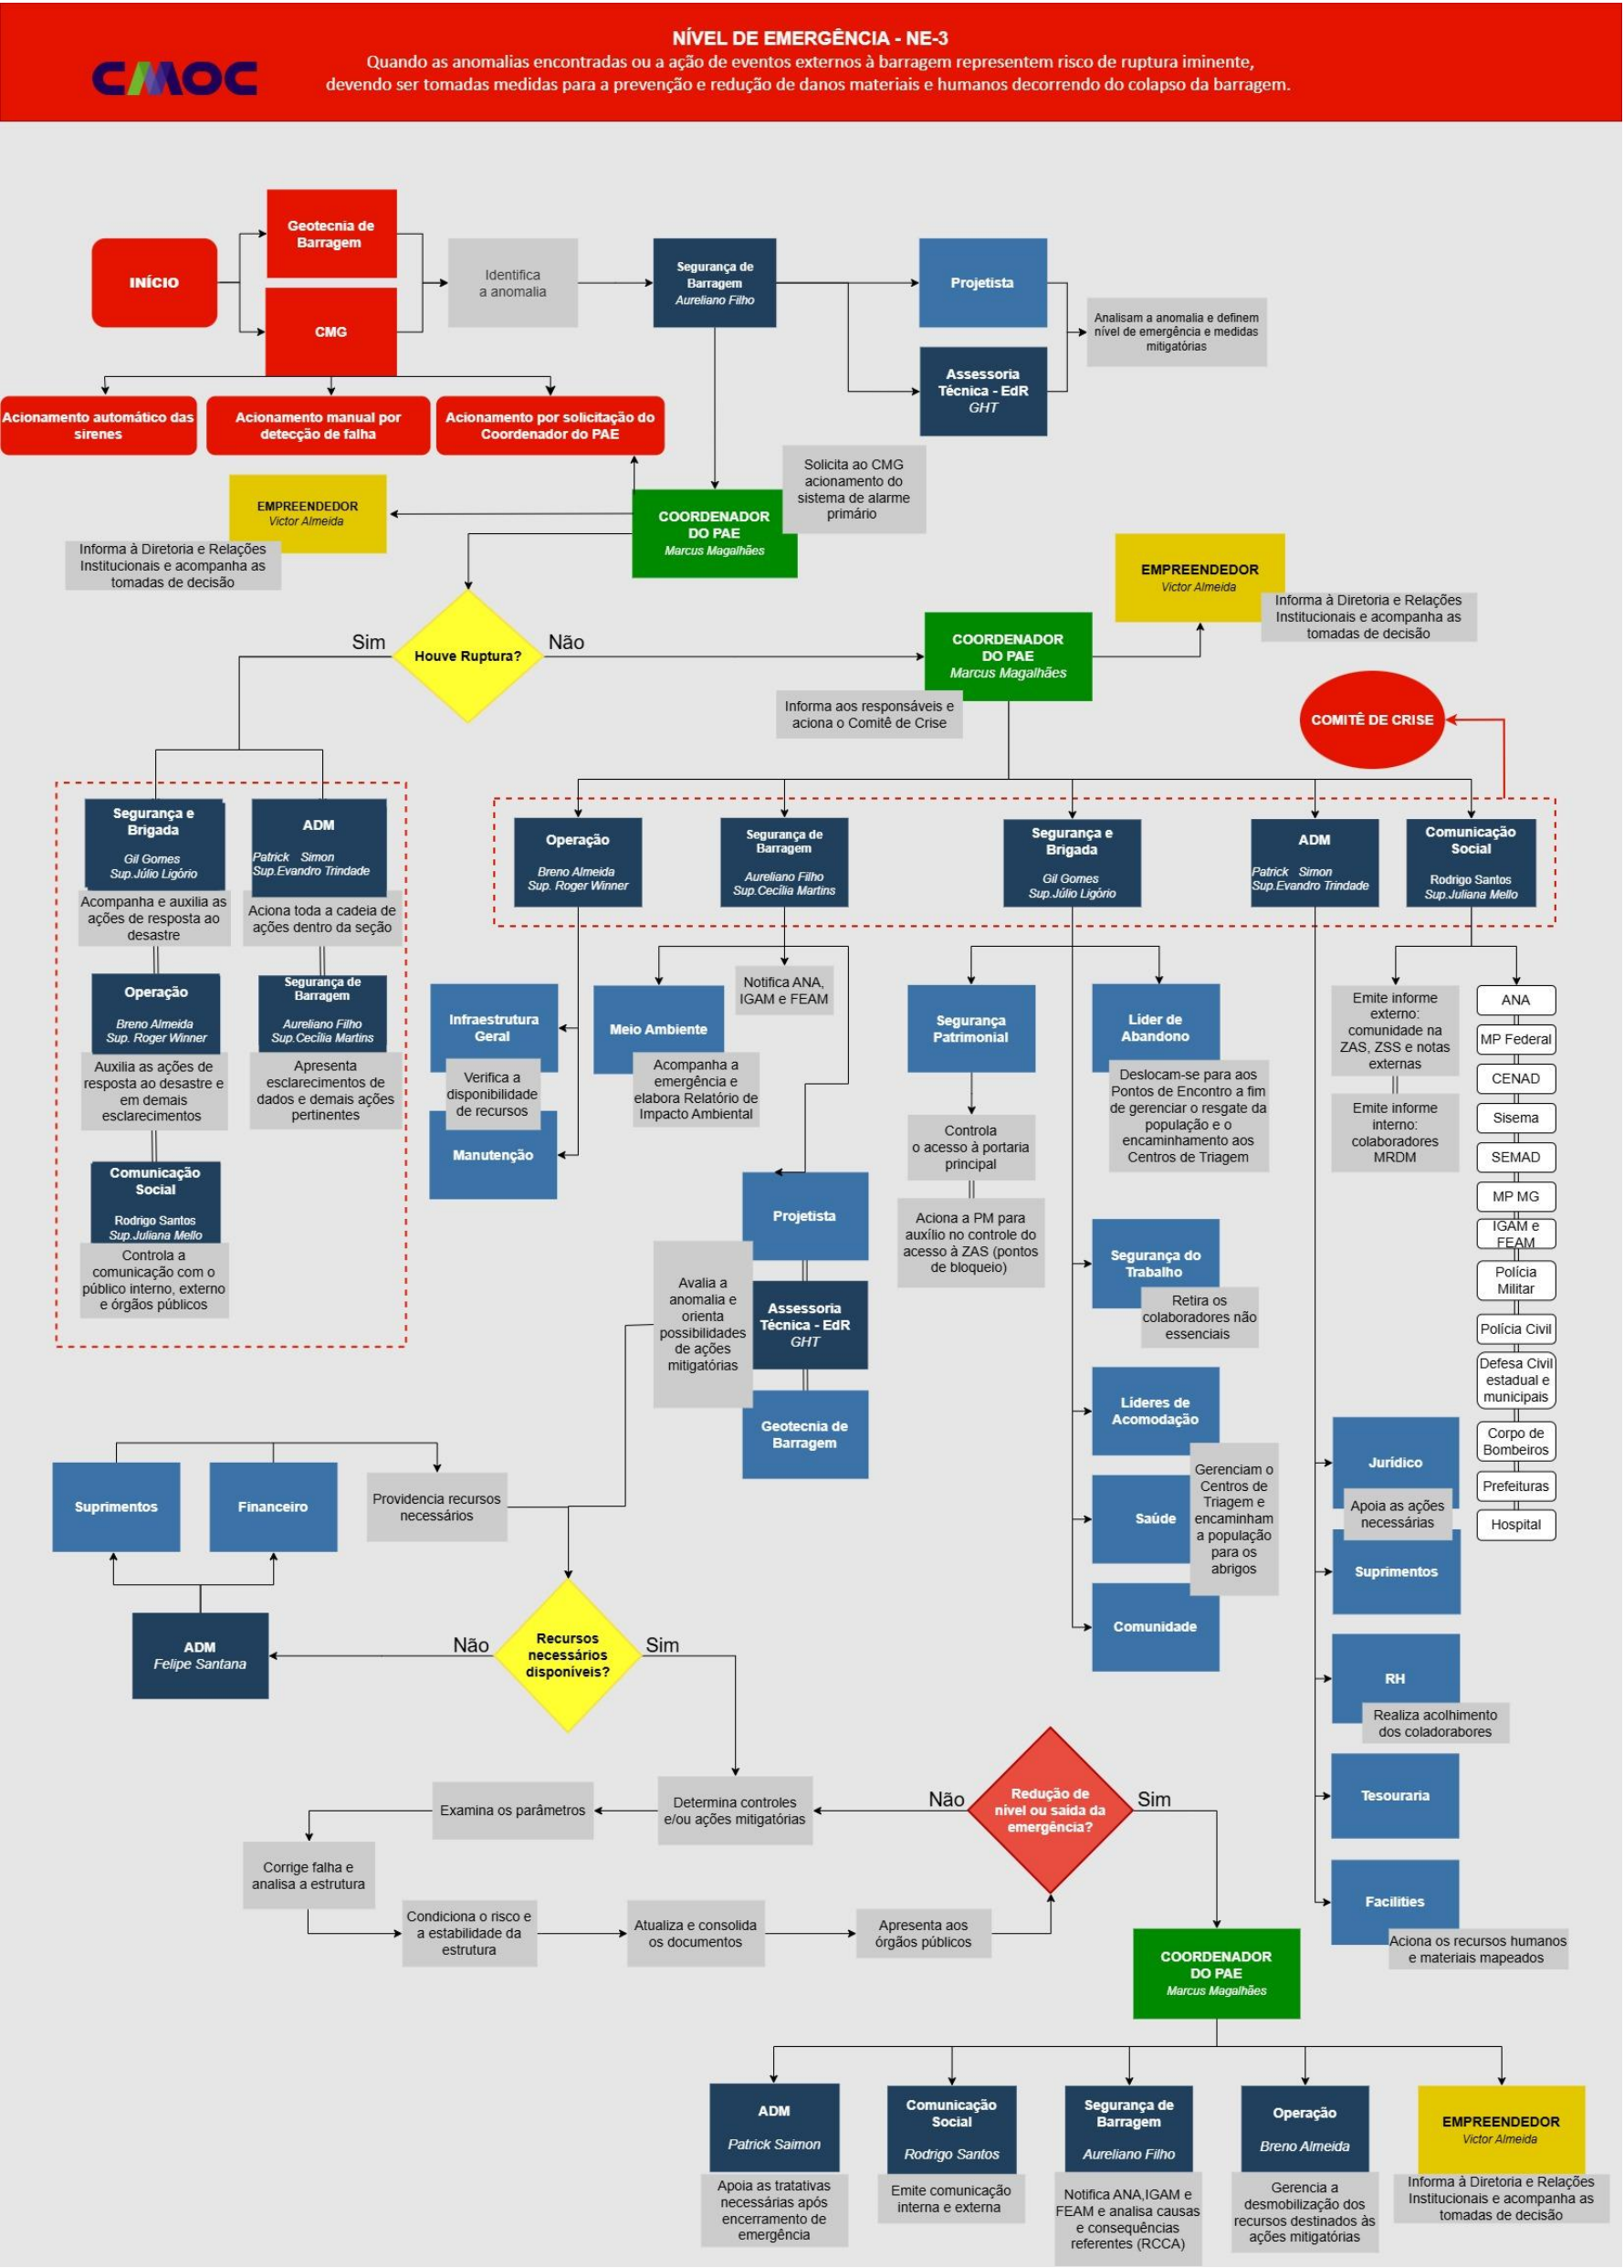 NÍVEL DE EMERGÊNCIA - NE-3
Quando as anomalias encontradas ou a ação de eventos externos à barragem representem risco de ruptura iminente,
devendo ser tomadas medidas para a prevenção e redução de danos materiais e humanos decorrendo do colapso da barragem.
CMOC
INÍCIO
Geotecnia de
Barragem
CMG
Identifica
a anomalia
Segurança de
Barragem
Aureliano Filho
Projetista
Assessoria
Técnica - EdR
GHT
Analisam a anomalia e definem
nível de emergência e medidas
mitigatórias
Acionamento automático das
sirenes
Acionamento manual por
detecção de falha
Acionamento por solicitação do
Coordenador do PAE
Solicita ao CMG
acionamento do
sistema de alarme
primário
EMPREENDEDOR
Victor Almeida
Informa à Diretoria e Relações
Institucionais e acompanha as
tomadas de decisão
COORDENADOR
DO PAE
Marcus Magalhães
EMPREENDEDOR
Victor Almeida
Informa à Diretoria e Relações
Institucionais e acompanha as
tomadas de decisão
Sim
Houve Ruptura?
Não
COORDENADOR
DO PAE
Marcus Magalhães
Informa aos responsáveis e
aciona o Comitê de Crise
COMITÊ DE CRISE
Segurança e
Brigada
Gil Gomes
Sup.Júlio Ligório
Acompanha e auxilia as
ações de resposta ao
desastre
ADM
Patrick Simon
Sup.Evandro Trindade
Aciona toda a cadeia de
ações dentro da seção
Operação
Breno Almeida
Sup. Roger Winner
Auxilia as ações de
resposta ao desastre e
em demais
esclarecimentos
Segurança de
Barragem
Aureliano Filho
Sup.Cecília Martins
Apresenta
esclarecimentos de
dados e demais ações
pertinentes
Comunicação
Social
Rodrigo Santos
Sup.Juliana Mello
Controla a
comunicação com o
público interno, externo
e órgãos públicos
Operação
Breno Almeida
Sup. Roger Winner
Segurança de
Barragem
Aureliano Filho
Sup.Cecília Martins
Segurança e
Brigada
Gil Gomes
Sup.Júlio Ligório
ADM
Patrick Simon
Sup.Evandro Trindade
Comunicação
Social
Rodrigo Santos
Sup.Juliana Mello
Infraestrutura
Geral
Verifica a
disponibilidade
de recursos
Manutenção
Meio Ambiente
Acompanha a
emergência e
elabora Relatório de
Impacto Ambiental
Notifica ANA,
IGAM e FEAM
Segurança
Patrimonial
Controla
o acesso à portaria
principal
Aciona a PM para
auxílio no controle do
acesso à ZAS (pontos
de bloqueio)
Líder de
Abandono
Deslocam-se para aos
Pontos de Encontro a fim
de gerenciar o resgate da
população e o
encaminhamento aos
Centros de Triagem
Emite informe
externo:
comunidade na
ZAS, ZSS e notas
externas
Emite informe
interno:
colaboradores
MRDM
ANA
MP Federal
CENAD
Sisema
SEMAD
MP MG
IGAM e
FEAM
Polícia
Militar
Polícia Civil
Defesa Civil
estadual e
municipais
Corpo de
Bombeiros
Prefeituras
Hospital
Projetista
Avalia a
anomalia e
orienta
possibilidades
de ações
mitigatórias
Assessoria
Técnica - EdR
GHT
Geotecnia de
Barragem
Segurança do
Trabalho
Retira os
colaboradores não
essenciais
Líderes de
Acomodação
Saúde
Gerenciam o
Centros de
Triagem e
encaminham
a população
para os
abrigos
Comunidade
Jurídico
Apoia as ações
necessárias
Suprimentos
RH
Realiza acolhimento
dos coladorabores
Tesouraria
Facilities
Aciona os recursos humanos
e materiais mapeados
Suprimentos
Financeiro
Providencia recursos
necessários
ADM
Felipe Santana
Não
Recursos
necessários
disponíveis?
Sim
Examina os parâmetros
Determina controles
e/ou ações mitigatórias
Não
Redução de
nível ou saída da
emergência?
Sim
Corrige falha e
analisa a estrutura
Condiciona o risco e
a estabilidade da
estrutura
Atualiza e consolida
os documentos
Apresenta aos
órgãos públicos
COORDENADOR
DO PAE
Marcus Magalhães
ADM
Patrick Saimon
Apoia as tratativas
necessárias após
encerramento de
emergência
Comunicação
Social
Rodrigo Santos
Emite comunicação
interna e externa
Segurança de
Barragem
Aureliano Filho
Notifica ANA,IGAM e
FEAM e analisa causas
e consequências
referentes (RCCA)
Operação
Breno Almeida
Gerencia a
desmobilização dos
recursos destinados às
ações mitigatórias
EMPREENDEDOR
Victor Almeida
Informa à Diretoria e Relações
Institucionais e acompanha as
tomadas de decisão